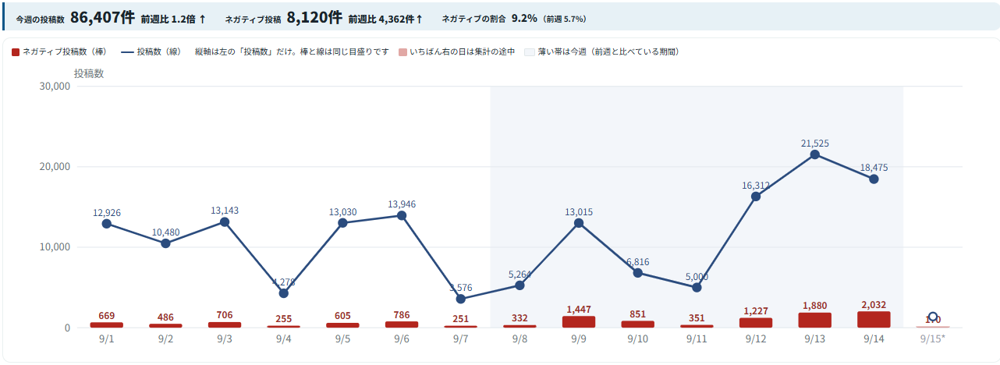 今週の投稿数 86,407件 前週比 1.2倍 ↑ ネガティブ投稿 8,120件 前週比 4,362件↑ ネガティブの割合 9.2%（前週 5.7%）
ネガティブ投稿数（棒） 投稿数（線） 縦軸は左の「投稿数」だけ。棒と線は同じ目盛りです いちばん右の日は集計の途中 薄い帯は今週（前週と比べている期間）
投稿数
30,000
20,000
10,000
0
12,926 10,480 13,143 4,278 13,030 13,946 3,576 5,264 13,015 6,816 5,000 16,312 21,525 18,475
669 486 706 255 605 786 251 332 1,447 851 351 1,227 1,880 2,032 170
9/1 9/2 9/3 9/4 9/5 9/6 9/7 9/8 9/9 9/10 9/11 9/12 9/13 9/14 9/15*